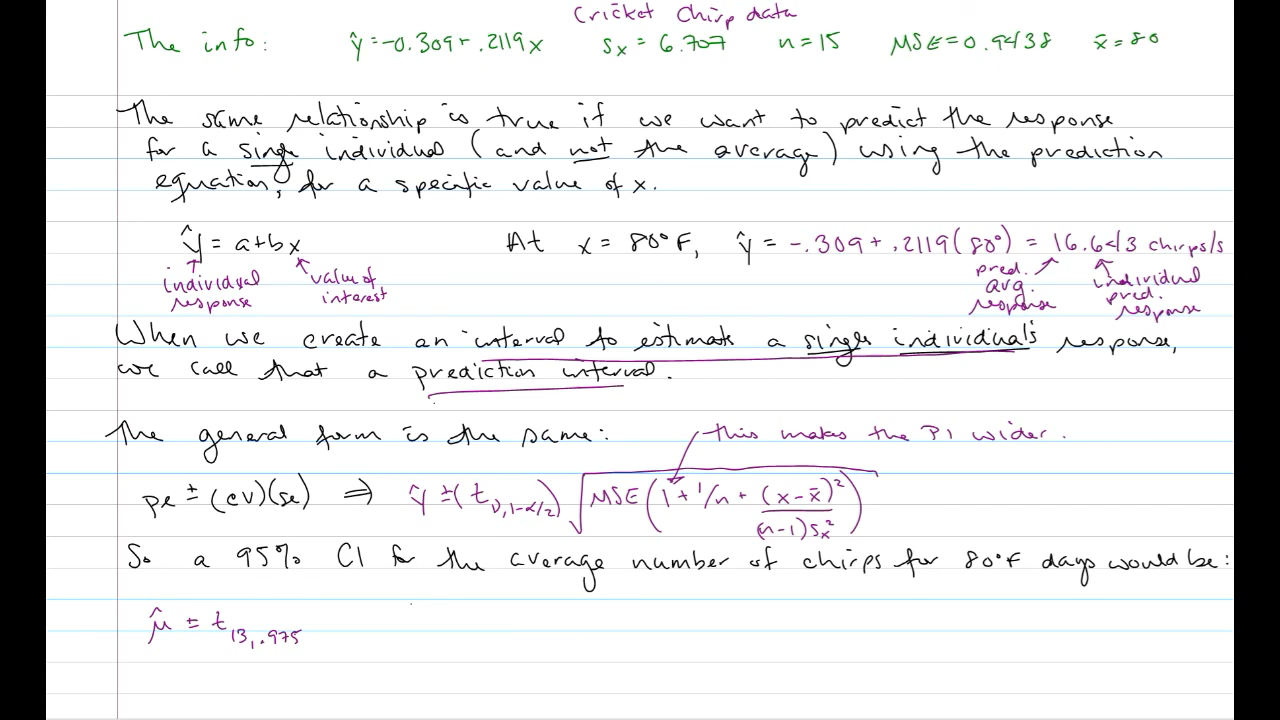 Cricket Chirp data
The info: ŷ = -0.309 + .2119x sₓ = 6.707 n = 15 MSE = 0.9438 x̄ = 80
The same relationship is true if we want to predict the response
for a single individual (and not the average) using the prediction
equation, for a specific value of x.
ŷ = a + bx At x = 80°F, ŷ = -.309 + .2119(80°) = 16.643 chirps/s
individual response
value of interest
pred. avg. response
individual pred. response
When we create an interval to estimate a single individual's response,
we call that a prediction interval.
The general form is the same: this makes the PI wider.
pe ± (cv)(se) ⇒ ŷ ± (t_{ν,1-α/2}) √(MSE(1 + 1/n + (x-x̄)²/((n-1)sₓ²)))
So a 95% CI for the average number of chirps for 80°F days would be:
μ̂ ± t_{13,.975}